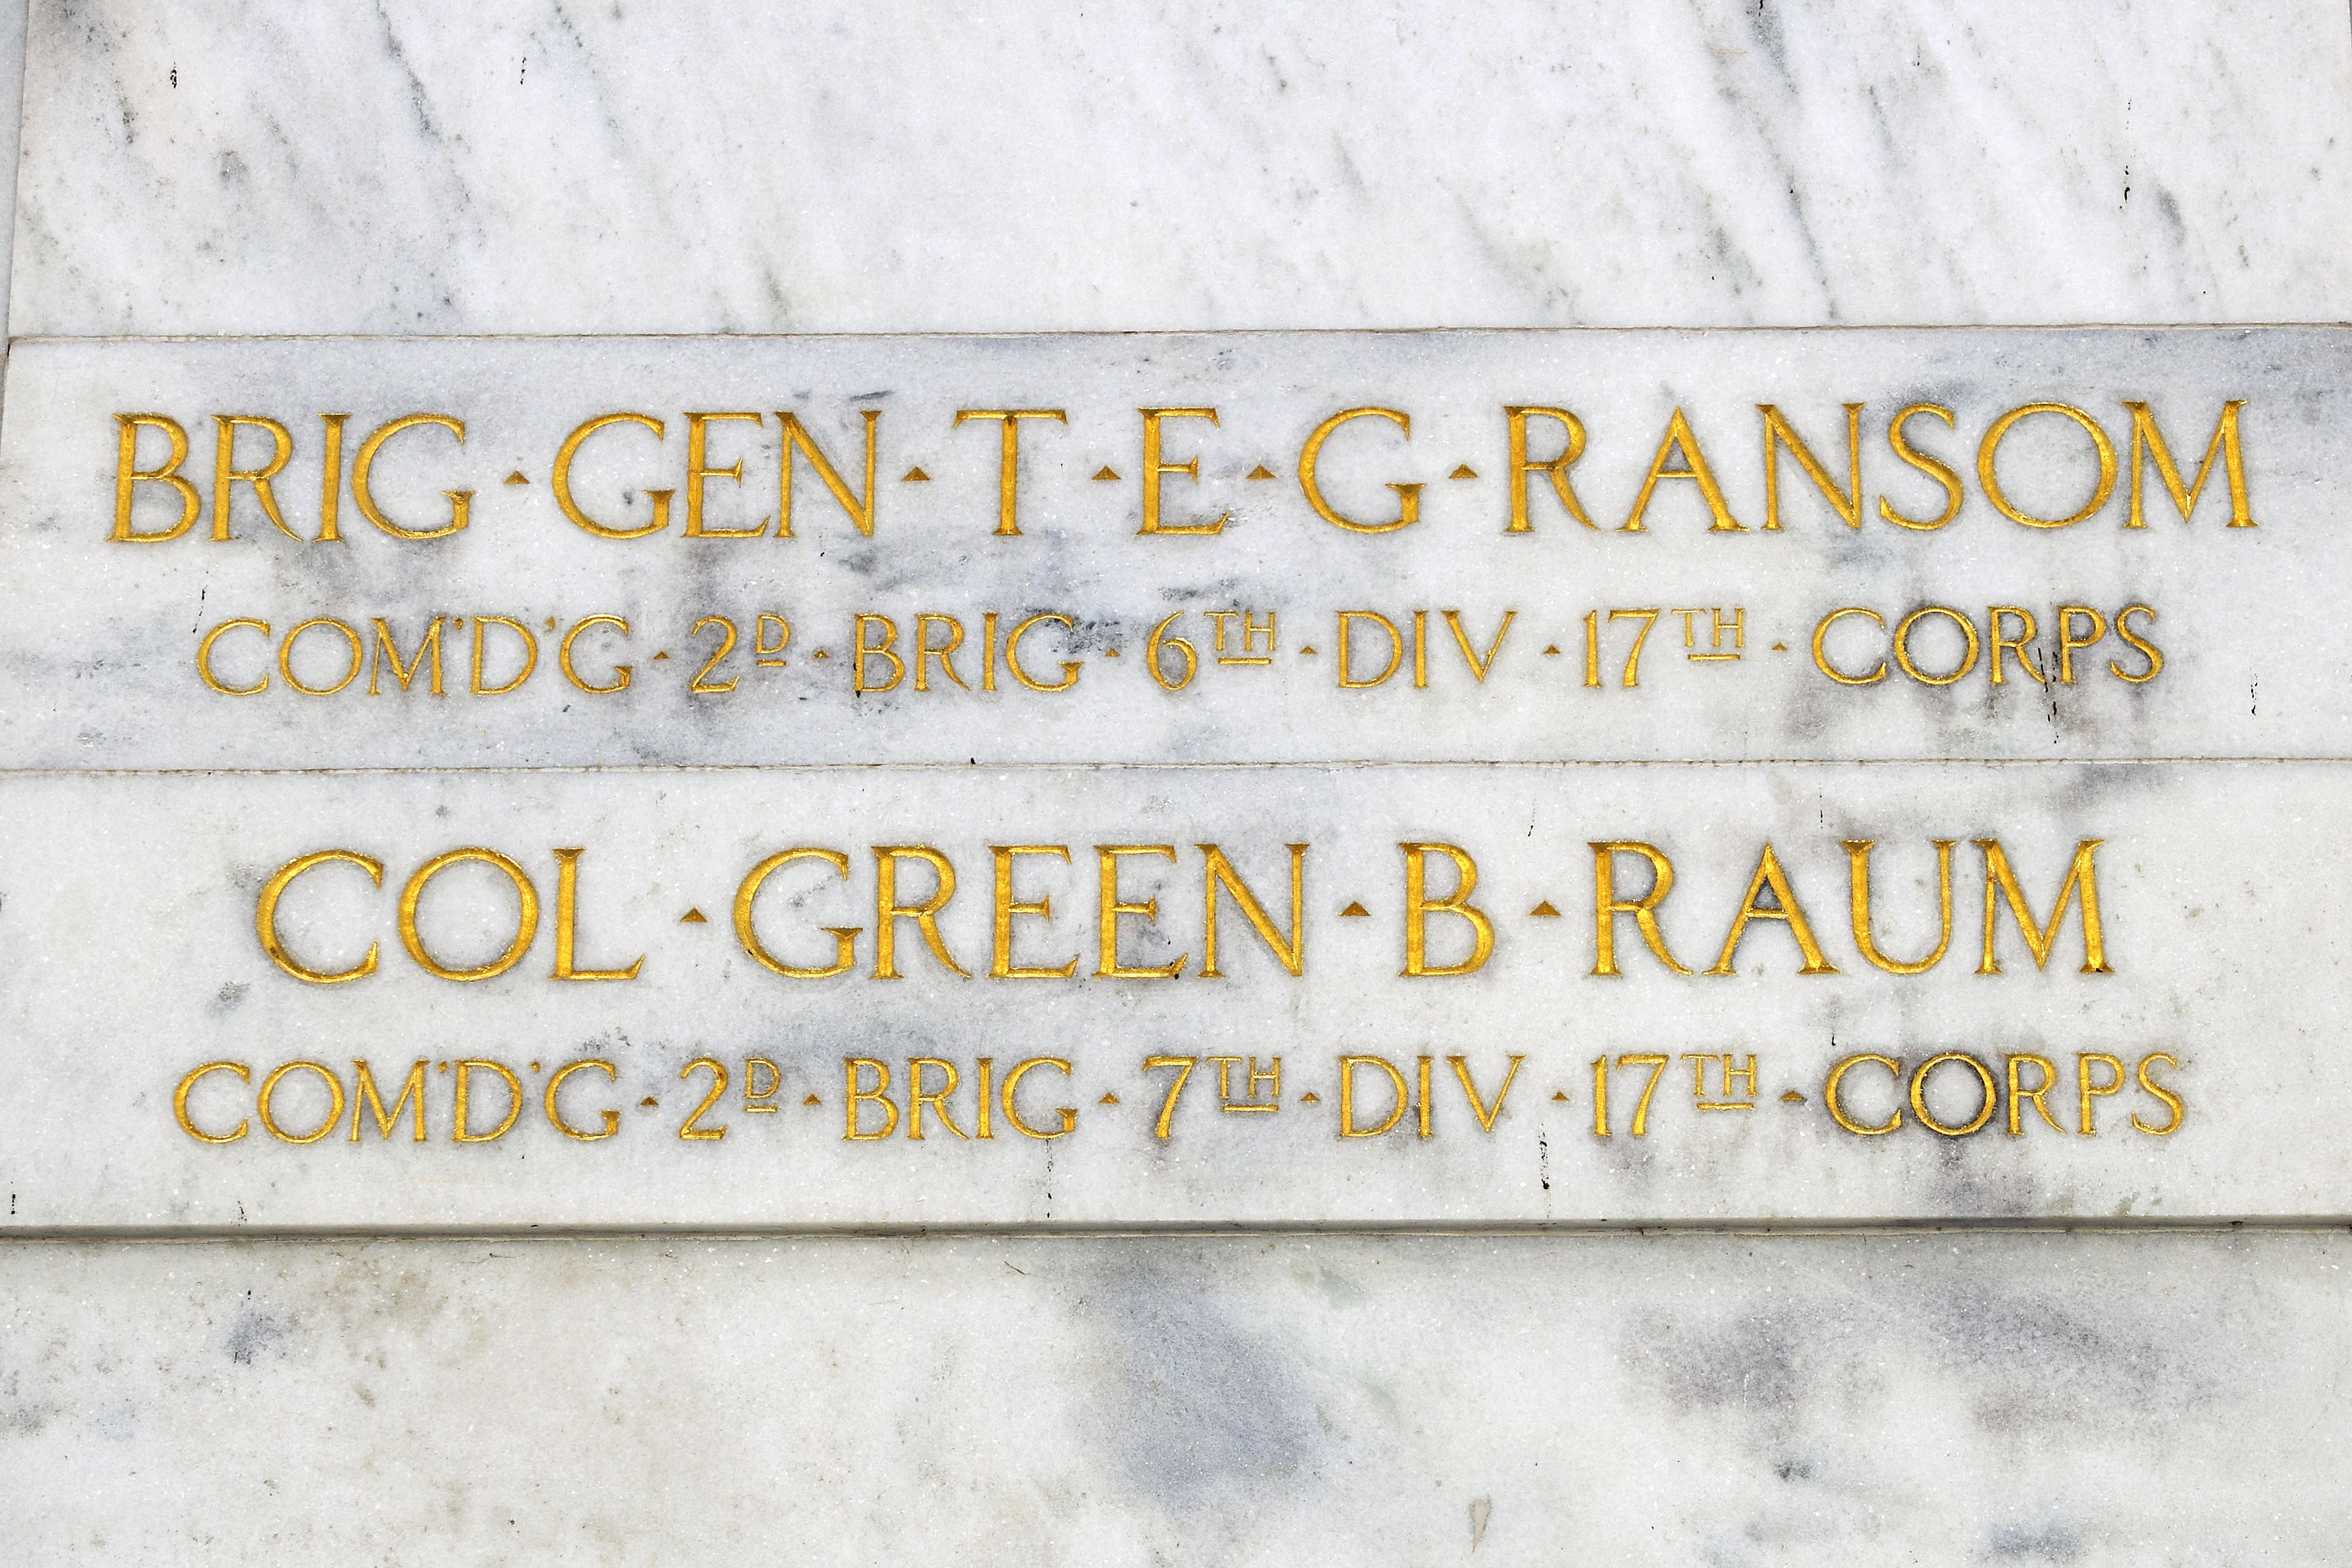 BRIG · GEN · T · E · G · RANSOM
COM'D'G · 2D · BRIG · 6TH · DIV · 17TH · CORPS
COL · GREEN · B · RAUM
COM'D'G · 2D · BRIG · 7TH · DIV · 17TH · CORPS